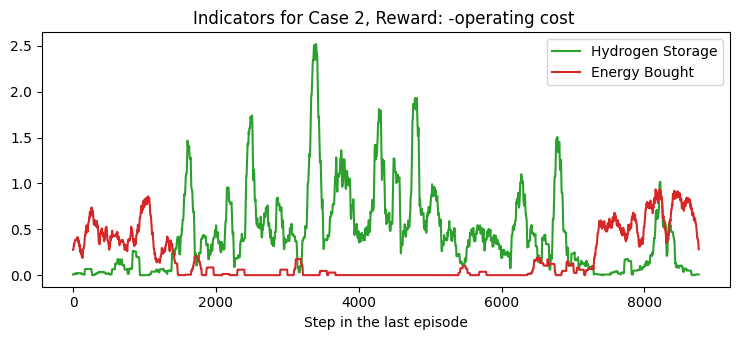 Indicators for Case 2, Reward: -operating cost
Hydrogen Storage
Energy Bought
2.5
2.0
1.5
1.0
0.5
0.0
0 2000 4000 6000 8000
Step in the last episode